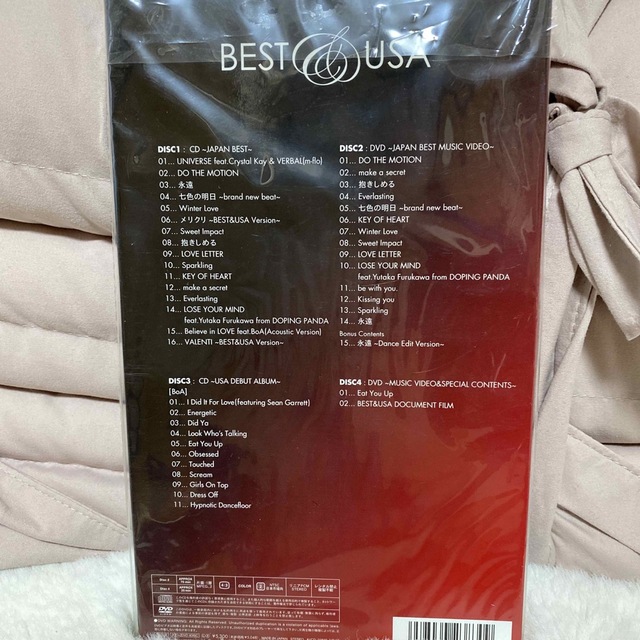 BEST & USA
DISC1 : CD ~JAPAN BEST~
01... UNIVERSE feat.Crystal Kay & VERBAL(m-flo)
02... DO THE MOTION
03... 永遠
04... 七色の明日 ~brand new beat~
05... Winter Love
06... メリクリ ~BEST&USA Version~
07... Sweet Impact
08... 抱きしめる
09... LOVE LETTER
10... Sparkling
11... KEY OF HEART
12... make a secret
13... Everlasting
14... LOSE YOUR MIND
feat.Yutaka Furukawa from DOPING PANDA
15... Believe in LOVE feat.BoA(Acoustic Version)
16... VALENTI ~BEST&USA Version~
DISC2 : DVD ~JAPAN BEST MUSIC VIDEO~
01... DO THE MOTION
02... make a secret
03... 抱きしめる
04... Everlasting
05... 七色の明日 ~brand new beat~
06... KEY OF HEART
07... Winter Love
08... Sweet Impact
09... LOVE LETTER
10... LOSE YOUR MIND
feat.Yutaka Furukawa from DOPING PANDA
11... be with you.
12... Kissing you
13... Sparkling
14... 永遠
Bonus Contents
15... 永遠 ~Dance Edit Version~
DISC3 : CD ~USA DEBUT ALBUM~
[BoA]
01... I Did It For Love(featuring Sean Garrett)
02... Energetic
03... Did Ya
04... Look Who's Talking
05... Eat You Up
06... Obsessed
07... Touched
08... Scream
09... Girls On Top
10... Dress Off
11... Hypnotic Dancefloor
DISC4 : DVD ~MUSIC VIDEO&SPECIAL CONTENTS~
01... Eat You Up
02... BEST&USA DOCUMENT FILM
Disc 2
Disc 4
COLOR
STEREO
DVD